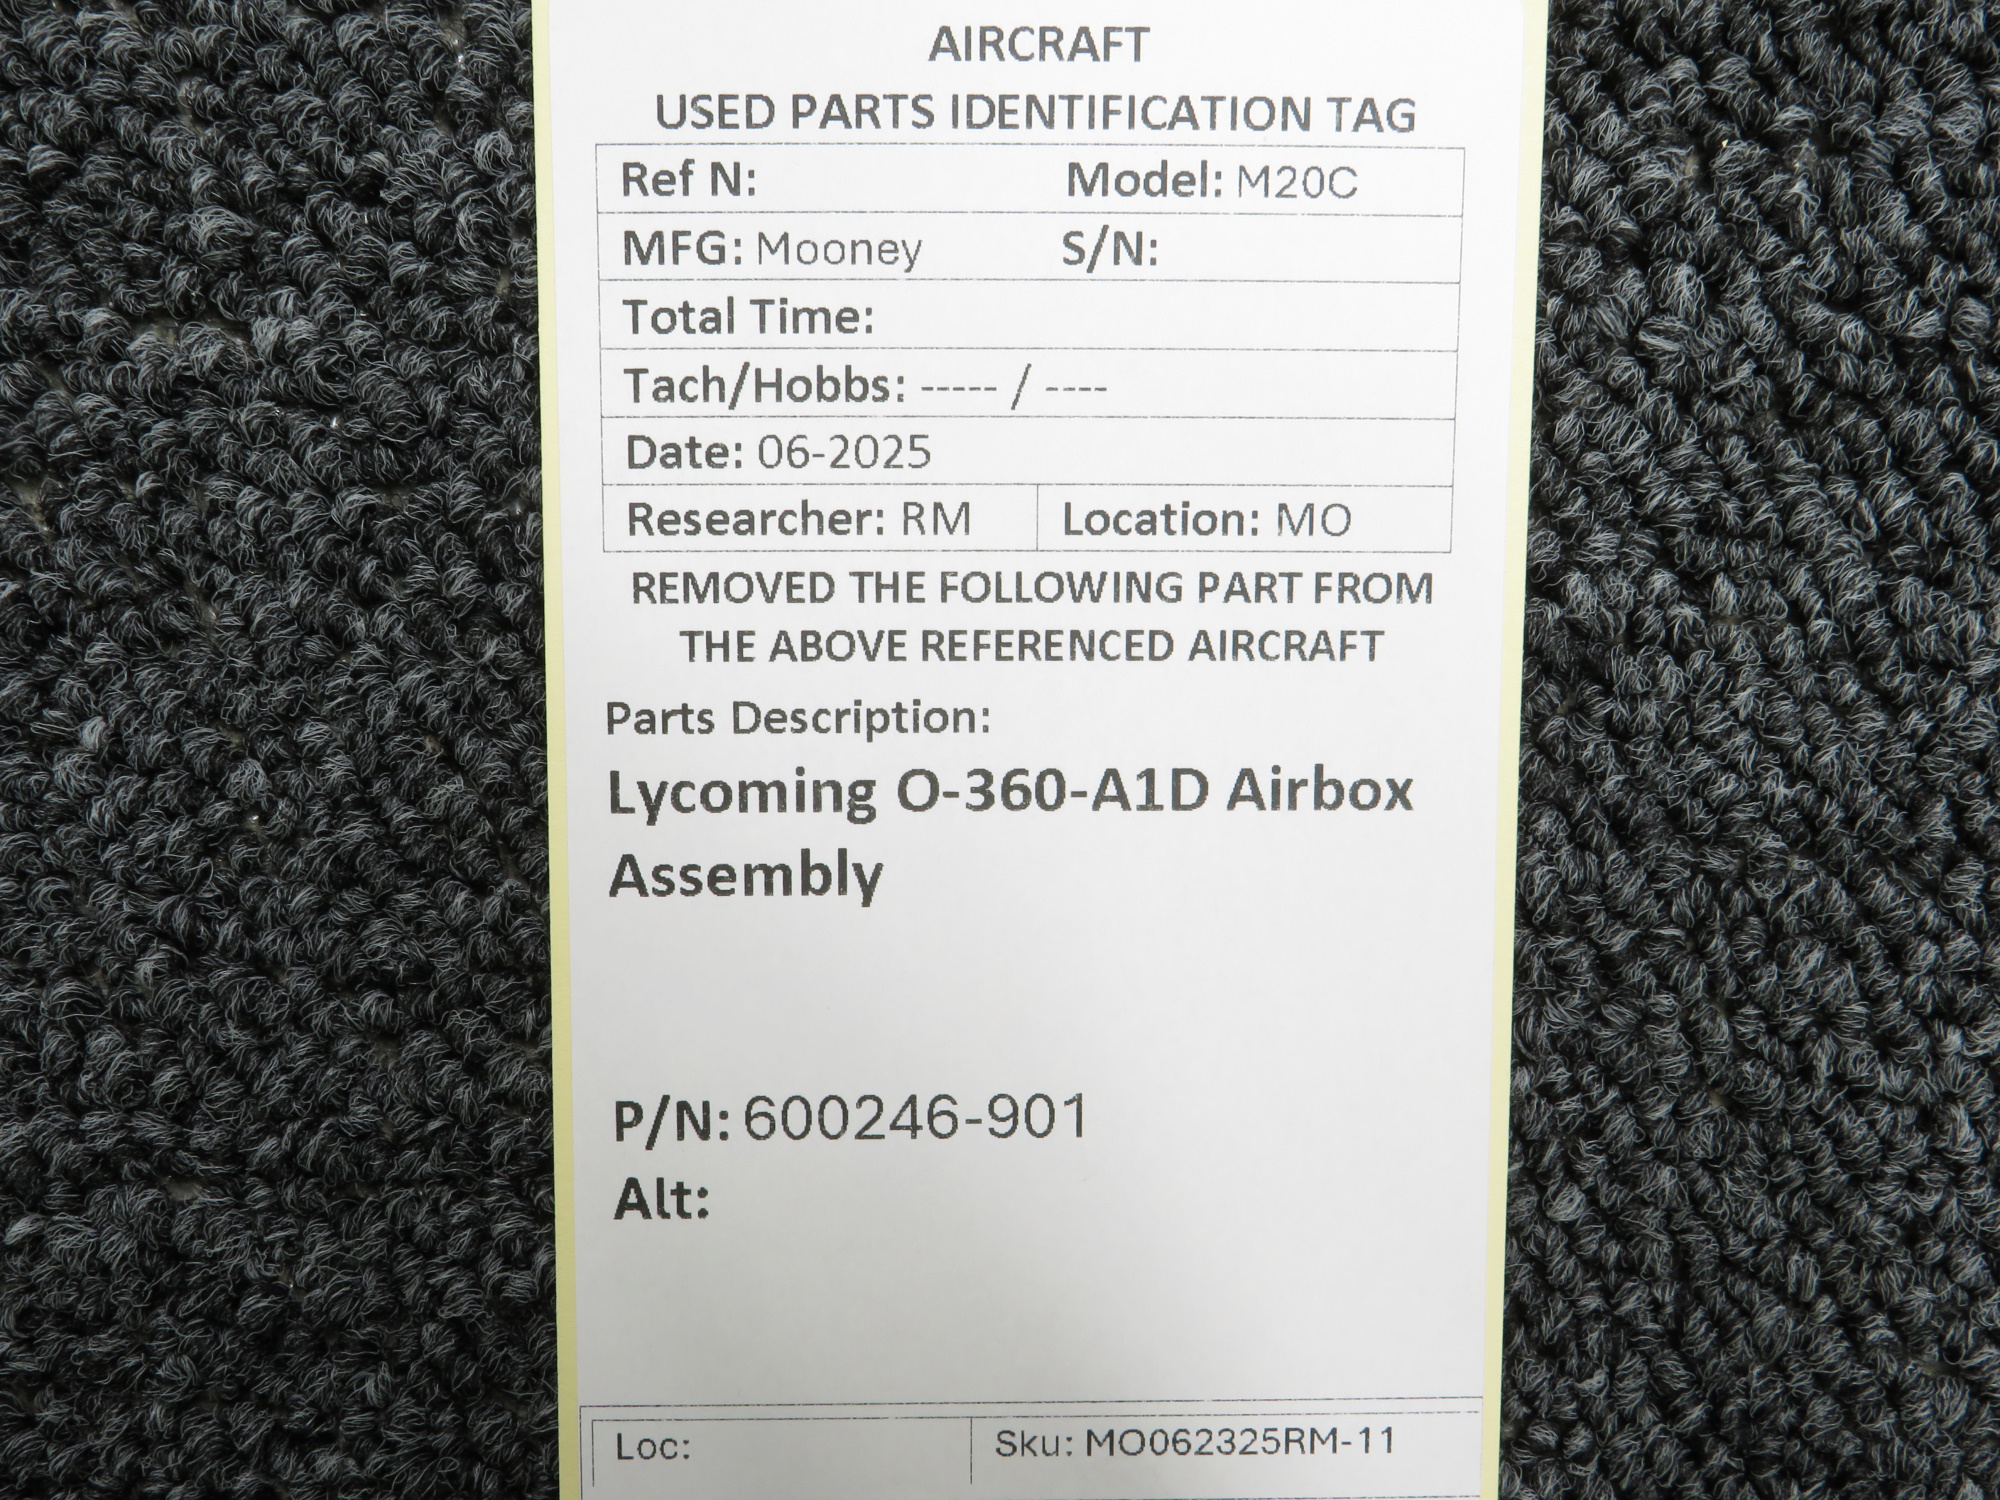 AIRCRAFT
USED PARTS IDENTIFICATION TAG
Ref N: Model: M20C
MFG: Mooney S/N:
Total Time:
Tach/Hobbs: ----- / ----
Date: 06-2025
Researcher: RM Location: MO
REMOVED THE FOLLOWING PART FROM
THE ABOVE REFERENCED AIRCRAFT
Parts Description:
Lycoming O-360-A1D Airbox
Assembly
P/N: 600246-901
Alt:
Loc: Sku: MO062325RM-11